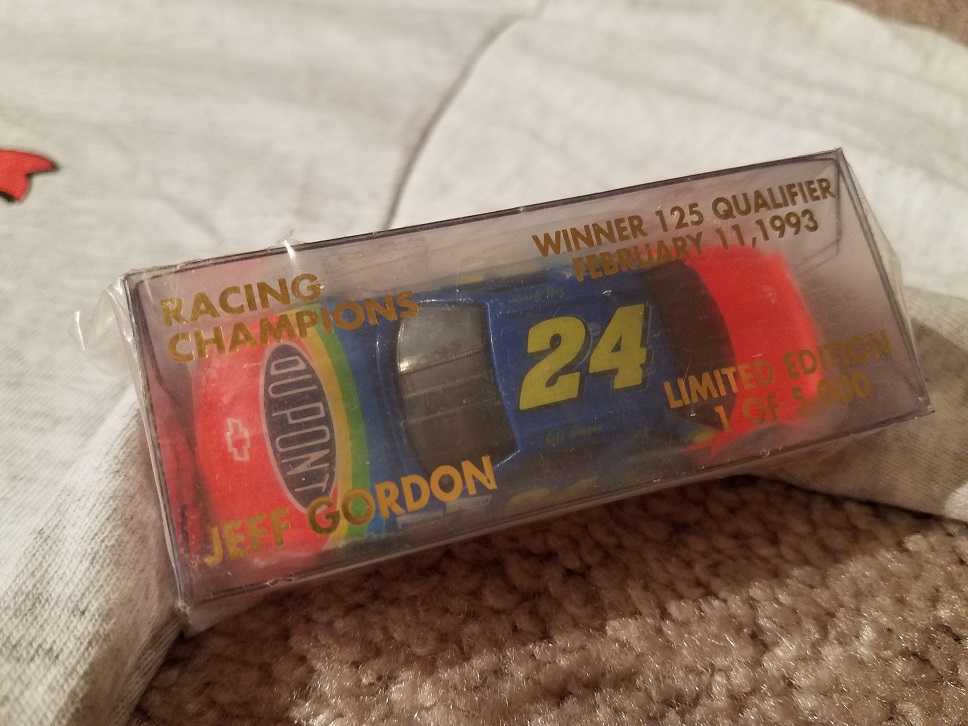 RACING
CHAMPIONS
WINNER 125 QUALIFIER
FEBRUARY 11,1993
DUPONT
24
LIMITED EDITION
1 OF 5,000
JEFF GORDON